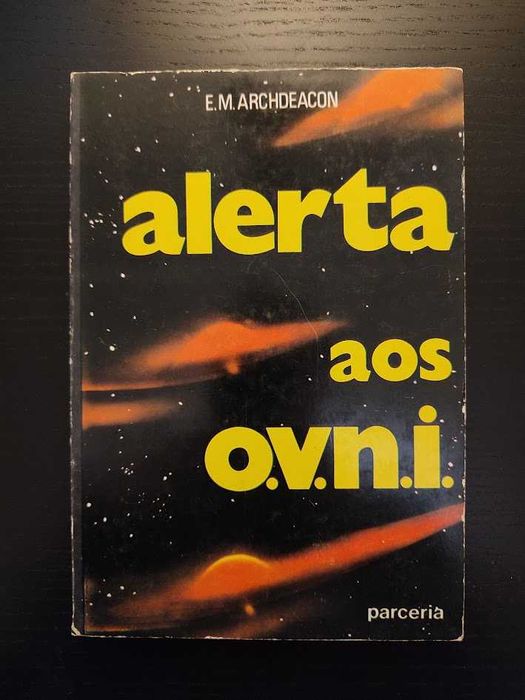 E.M. ARCHDEACON
alerta
aos
o.v.n.i.
parceria